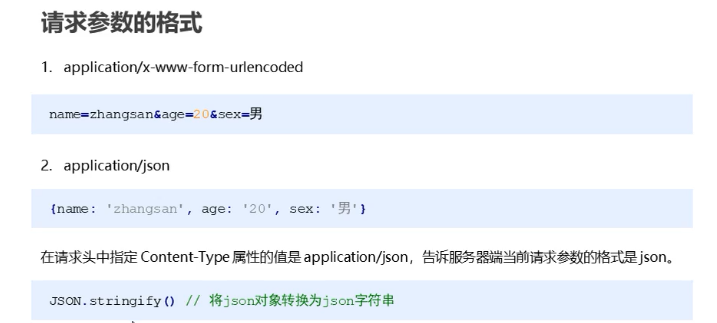 请求参数的格式
1. application/x-www-form-urlencoded
name=zhangsan&age=20&sex=男
2. application/json
{name: 'zhangsan', age: '20', sex: '男'}
在请求头中指定 Content-Type 属性的值是 application/json，告诉服务器端当前请求参数的格式是 json。
JSON.stringify() // 将json对象转换为json字符串